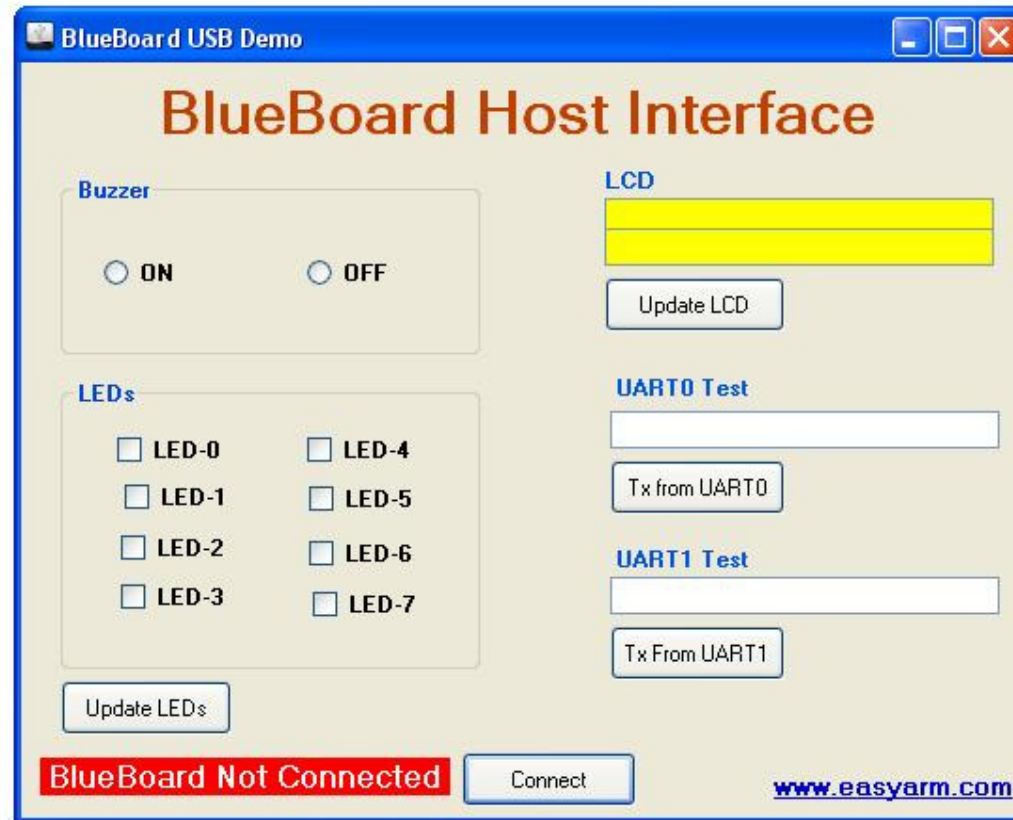 BlueBoard USB Demo
BlueBoard Host Interface
Buzzer
ON OFF
LCD
Update LCD
LEDs
LED-0 LED-4
LED-1 LED-5
LED-2 LED-6
LED-3 LED-7
Update LEDs
UART0 Test
Tx from UART0
UART1 Test
Tx From UART1
BlueBoard Not Connected
Connect
www.easyarm.com